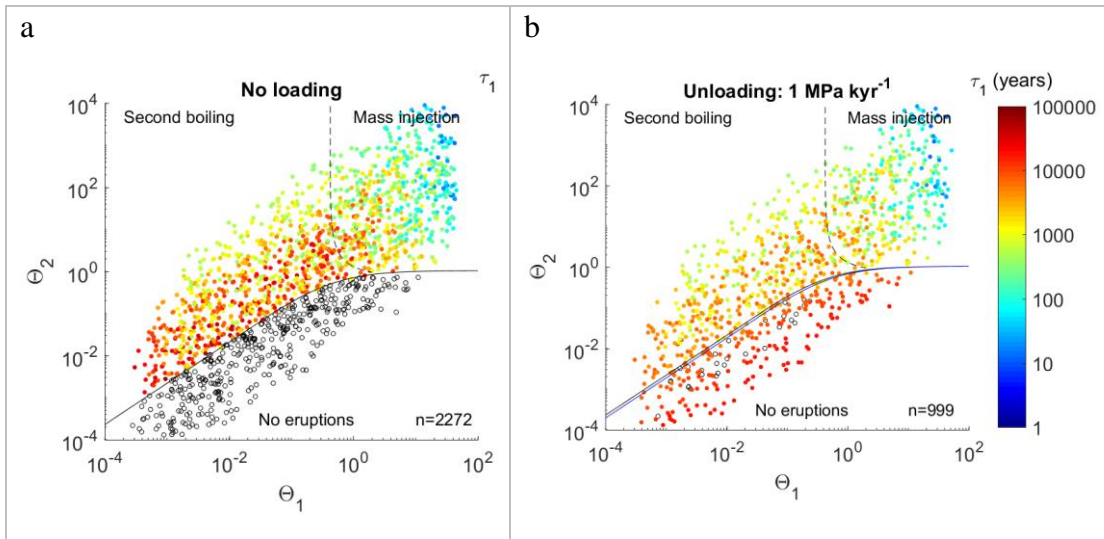 a
No loading
τ1
Second boiling
Mass injection
10^4
10^2
10^0
10^-2
10^-4
Θ2
No eruptions
n=2272
10^-4
10^-2
10^0
10^2
Θ1
b
Unloading: 1 MPa kyr^-1
τ1 (years)
Second boiling
Mass injection
10^4
10^2
10^0
10^-2
10^-4
Θ2
No eruptions
n=999
10^-4
10^-2
10^0
10^2
Θ1
100000
10000
1000
100
10
1